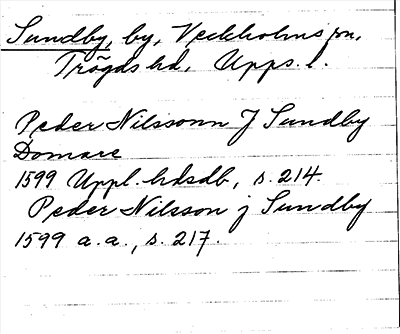 Sundby, by, Veckholms sn,
Trögds hd, Upps. l.
Peder Nilssonn J Sundby
Domare
1599 Uppl. hdsdb, s. 214.
Peder Nilsson j Sundby
1599 a.a., s. 217.